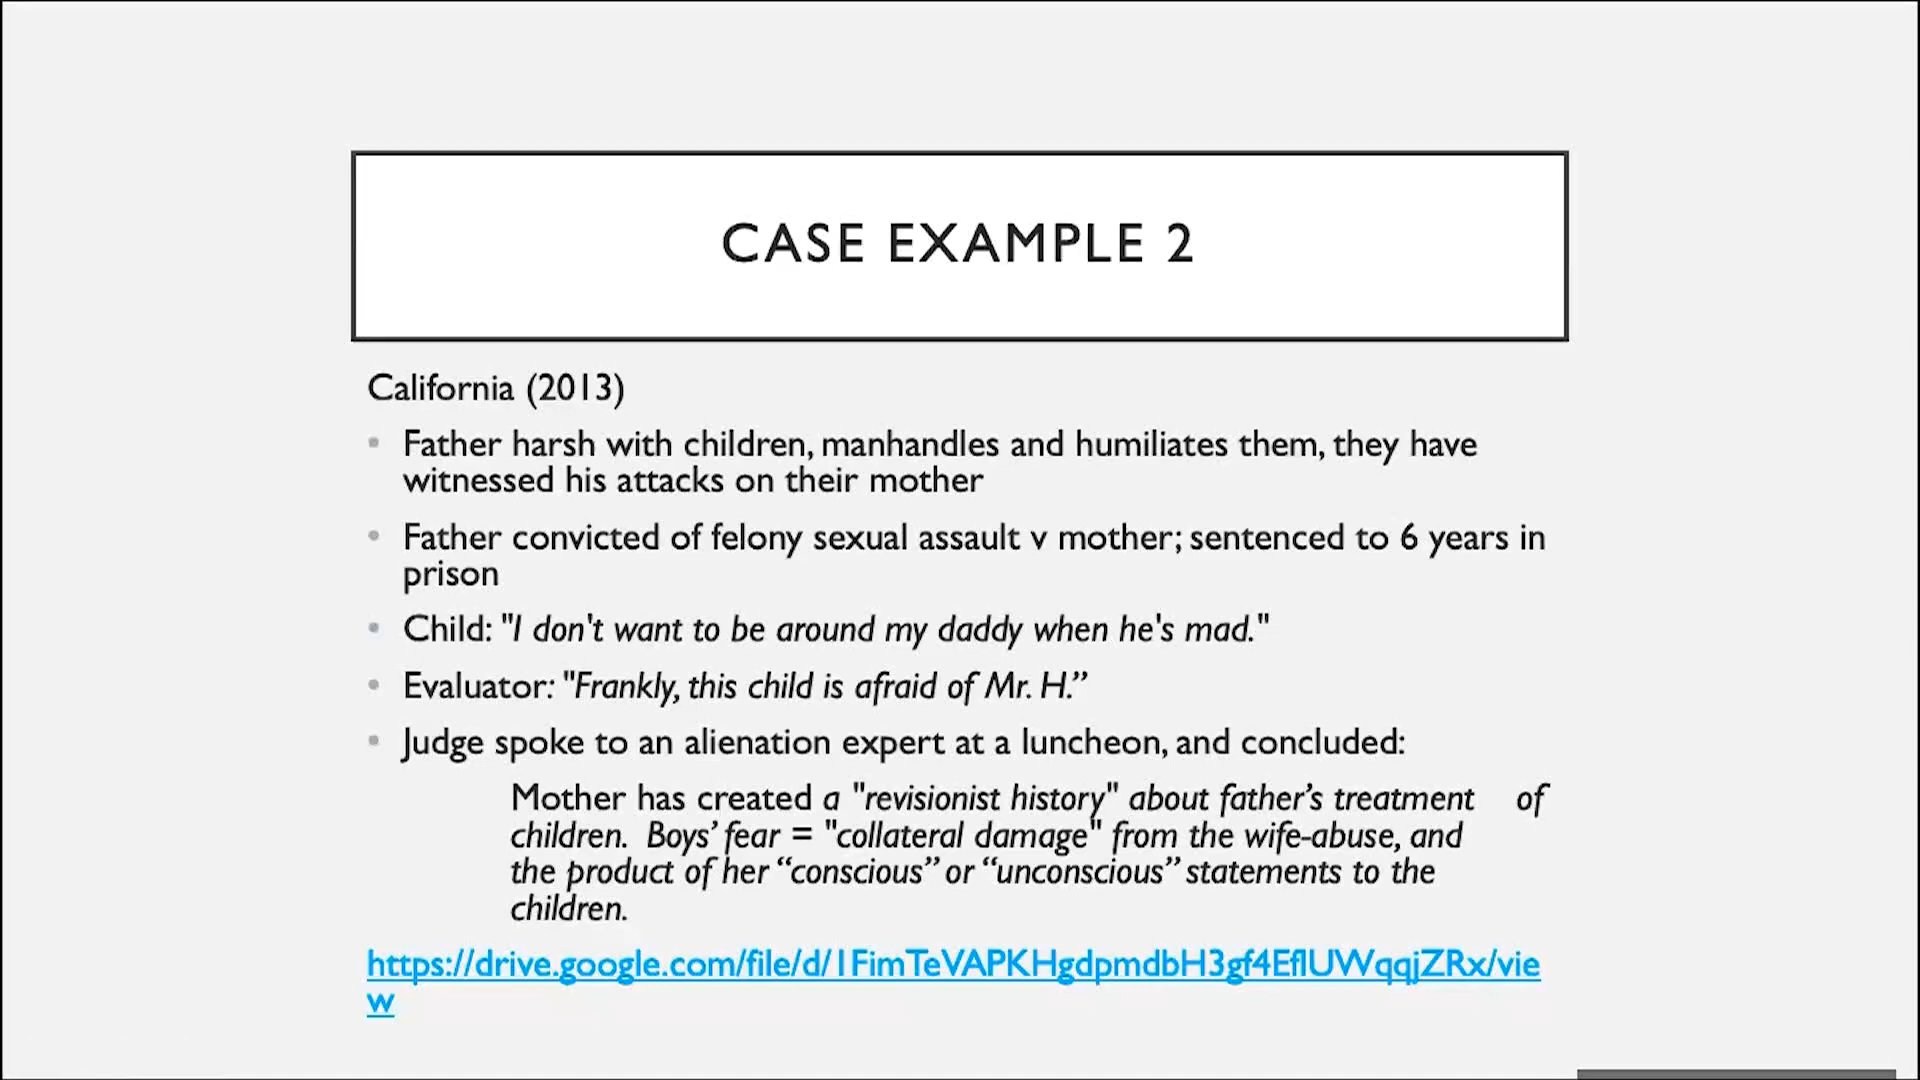 CASE EXAMPLE 2
California (2013)
• Father harsh with children, manhandles and humiliates them, they have
witnessed his attacks on their mother
• Father convicted of felony sexual assault v mother; sentenced to 6 years in
prison
• Child: "I don't want to be around my daddy when he's mad."
• Evaluator: "Frankly, this child is afraid of Mr. H.”
• Judge spoke to an alienation expert at a luncheon, and concluded:
Mother has created a "revisionist history" about father’s treatment of
children. Boys’ fear = "collateral damage" from the wife-abuse, and
the product of her “conscious” or “unconscious” statements to the
children.
https://drive.google.com/file/d/1FimTeVAPKHgdpmdbH3gf4EflUWqqjZRx/vie
w